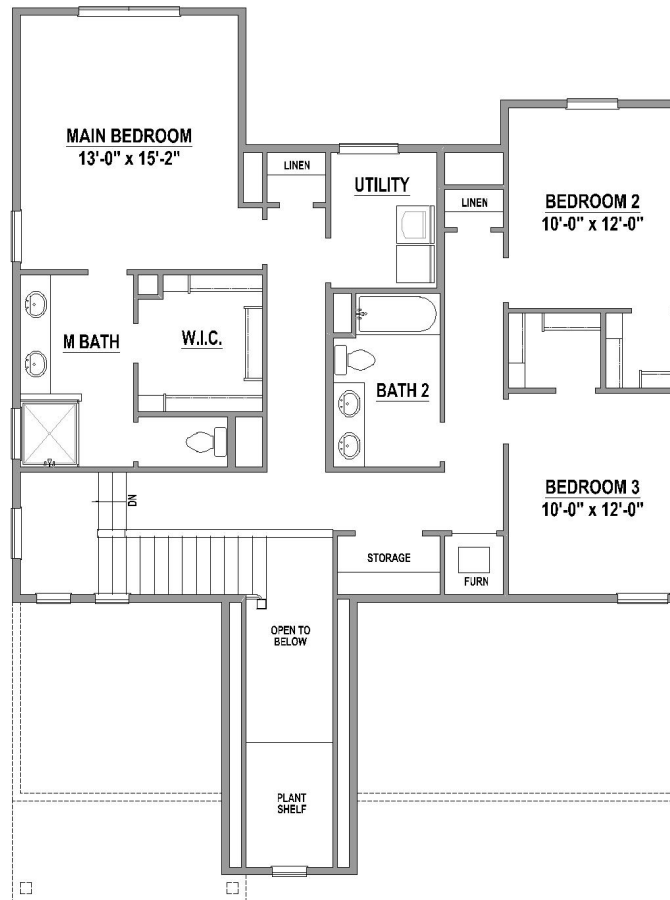 MAIN BEDROOM
13'-0" x 15'-2"
LINEN
UTILITY
LINEN
BEDROOM 2
10'-0" x 12'-0"
M BATH
W.I.C.
BATH 2
DN
BEDROOM 3
10'-0" x 12'-0"
STORAGE
FURN
OPEN TO
BELOW
PLANT
SHELF